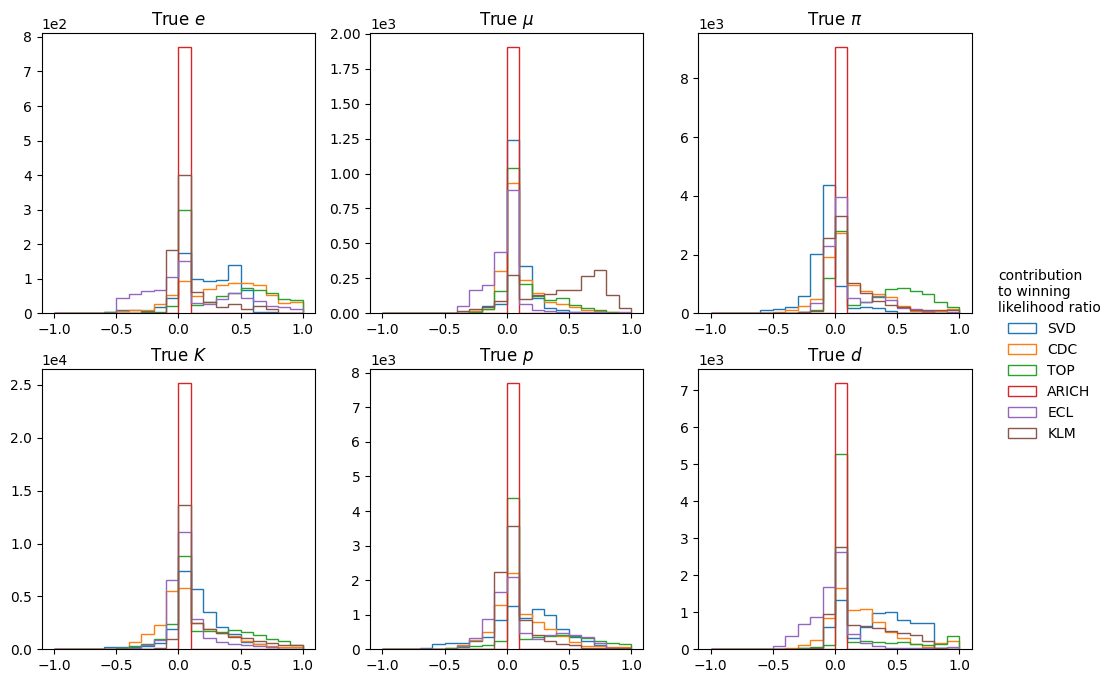 True e
1e2
8
7
6
5
4
3
2
1
0
−1.0 −0.5 0.0 0.5 1.0
True μ
1e3
2.00
1.75
1.50
1.25
1.00
0.75
0.50
0.25
0.00
−1.0 −0.5 0.0 0.5 1.0
True π
1e3
8
6
4
2
0
−1.0 −0.5 0.0 0.5 1.0
True K
1e4
2.5
2.0
1.5
1.0
0.5
0.0
−1.0 −0.5 0.0 0.5 1.0
True p
1e3
8
7
6
5
4
3
2
1
0
−1.0 −0.5 0.0 0.5 1.0
True d
1e3
7
6
5
4
3
2
1
0
−1.0 −0.5 0.0 0.5 1.0
contribution
to winning
likelihood ratio
SVD
CDC
TOP
ARICH
ECL
KLM